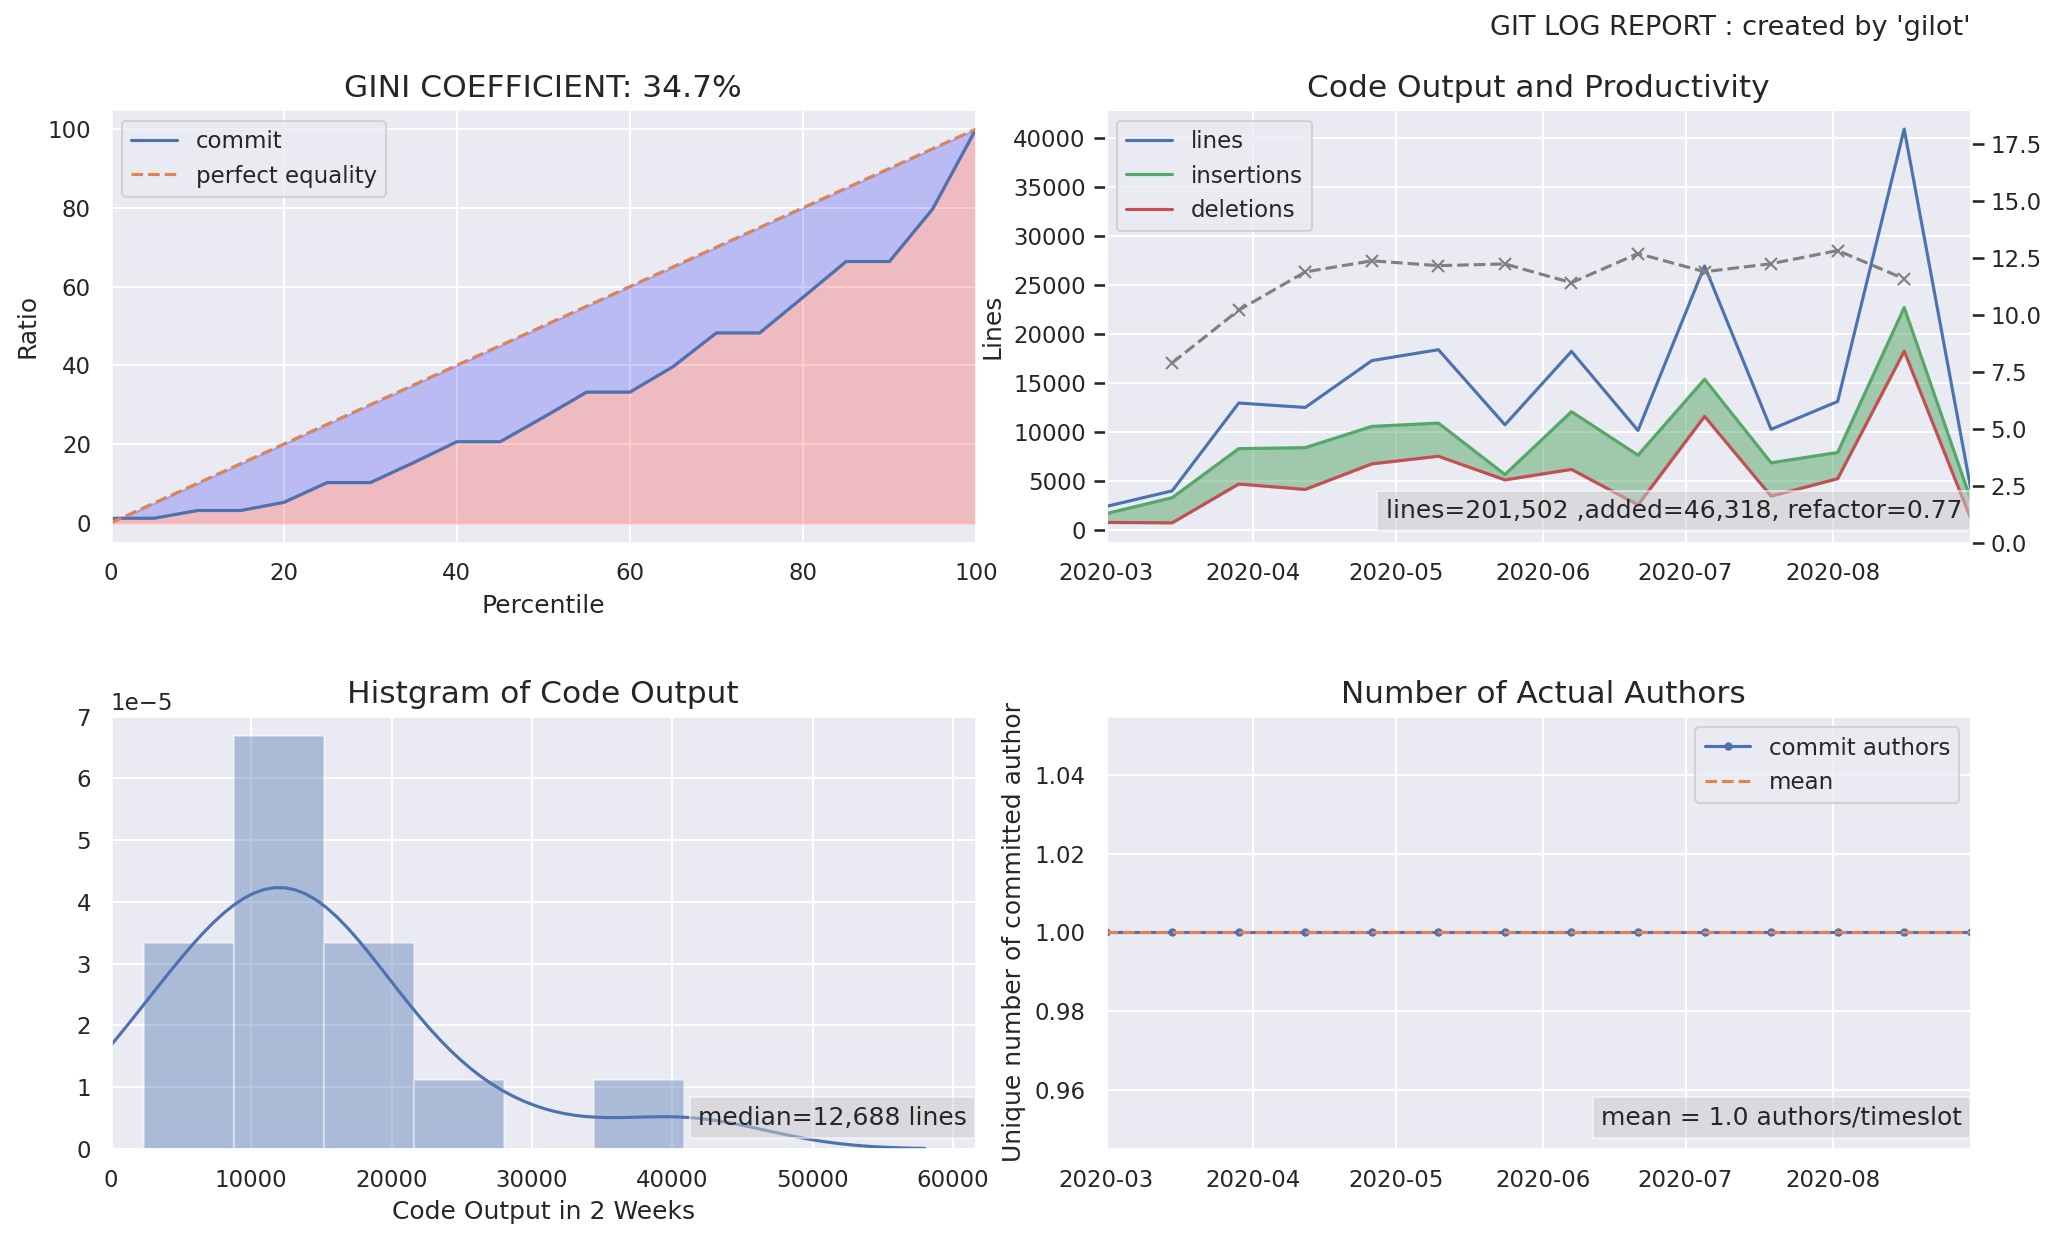 GIT LOG REPORT : created by 'gilot'
GINI COEFFICIENT: 34.7%
100
80
60
40
20
0
Ratio
commit
perfect equality
0 20 40 60 80 100
Percentile
Code Output and Productivity
40000
35000
30000
25000
20000
15000
10000
5000
0
Lines
lines
insertions
deletions
17.5
15.0
12.5
10.0
7.5
5.0
2.5
0.0
lines=201,502 ,added=46,318, refactor=0.77
2020-03 2020-04 2020-05 2020-06 2020-07 2020-08
Histgram of Code Output
1e−5
7
6
5
4
3
2
1
0
median=12,688 lines
0 10000 20000 30000 40000 50000 60000
Code Output in 2 Weeks
Number of Actual Authors
Unique number of committed author
1.04
1.02
1.00
0.98
0.96
commit authors
mean
mean = 1.0 authors/timeslot
2020-03 2020-04 2020-05 2020-06 2020-07 2020-08